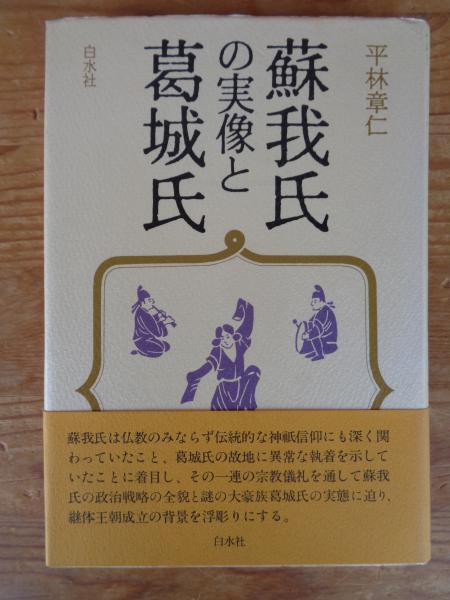 平林章仁
蘇我氏
の実像と
葛城氏
白水社
蘇我氏は仏教のみならず伝統的な神祇信仰にも深く関
わっていたこと、葛城氏の故地に異常な執着を示してい
たことに着目し、その一連の宗教儀礼を通して蘇我
氏の政治戦略の全貌と謎の大豪族葛城氏の実態に迫り、
継体王朝成立の背景を浮彫りにする。
白水社